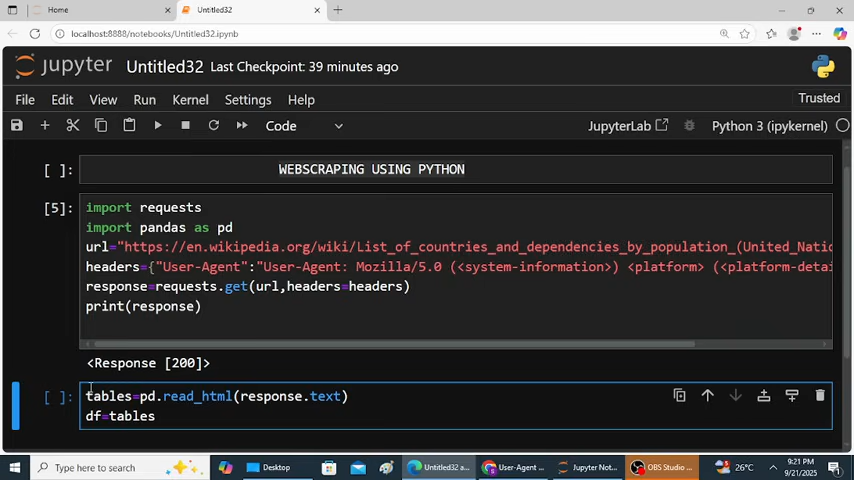 Home
Untitled32
localhost:8888/notebooks/Untitled32.ipynb
jupyter Untitled32 Last Checkpoint: 39 minutes ago
File Edit View Run Kernel Settings Help
Trusted
Code
JupyterLab
Python 3 (ipykernel)
[ ]:
WEBSCRAPING USING PYTHON
[5]:
import requests
import pandas as pd
url="https://en.wikipedia.org/wiki/List_of_countries_and_dependencies_by_population_(United_Natio
headers={"User-Agent":"User-Agent: Mozilla/5.0 (<system-information>) <platform> (<platform-detai
response=requests.get(url,headers=headers)
print(response)
<Response [200]>
[ ]:
tables=pd.read_html(response.text)
df=tables
Type here to search
Desktop
Untitled32 a...
User-Agent ...
Jupyter Not...
OBS Studio ...
26°C
9:21 PM
9/21/2025